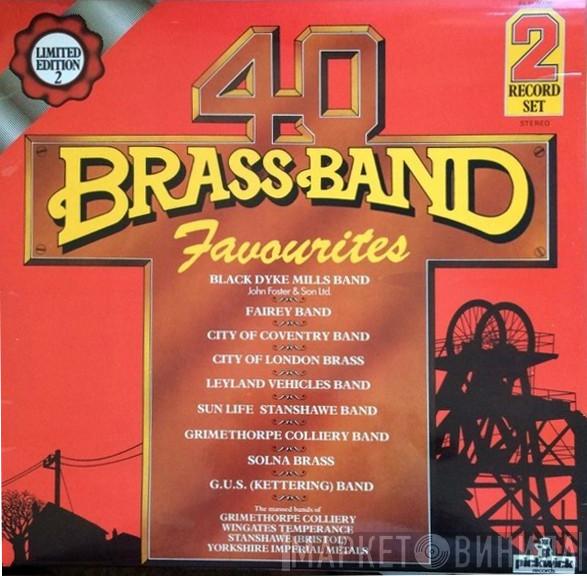 LIMITED
EDITION
2
2
RECORD
SET
STEREO
40
BRASS BAND
Favourites
BLACK DYKE MILLS BAND
John Foster & Son Ltd.
FAIREY BAND
CITY OF COVENTRY BAND
CITY OF LONDON BRASS
LEYLAND VEHICLES BAND
SUN LIFE STANSHAWE BAND
GRIMETHORPE COLLIERY BAND
SOLNA BRASS
G.U.S. (KETTERING) BAND
The massed bands of
GRIMETHORPE COLLIERY
WINGATES TEMPERANCE
STANSHAWE (BRISTOL)
YORKSHIRE IMPERIAL METALS
pickwick
records